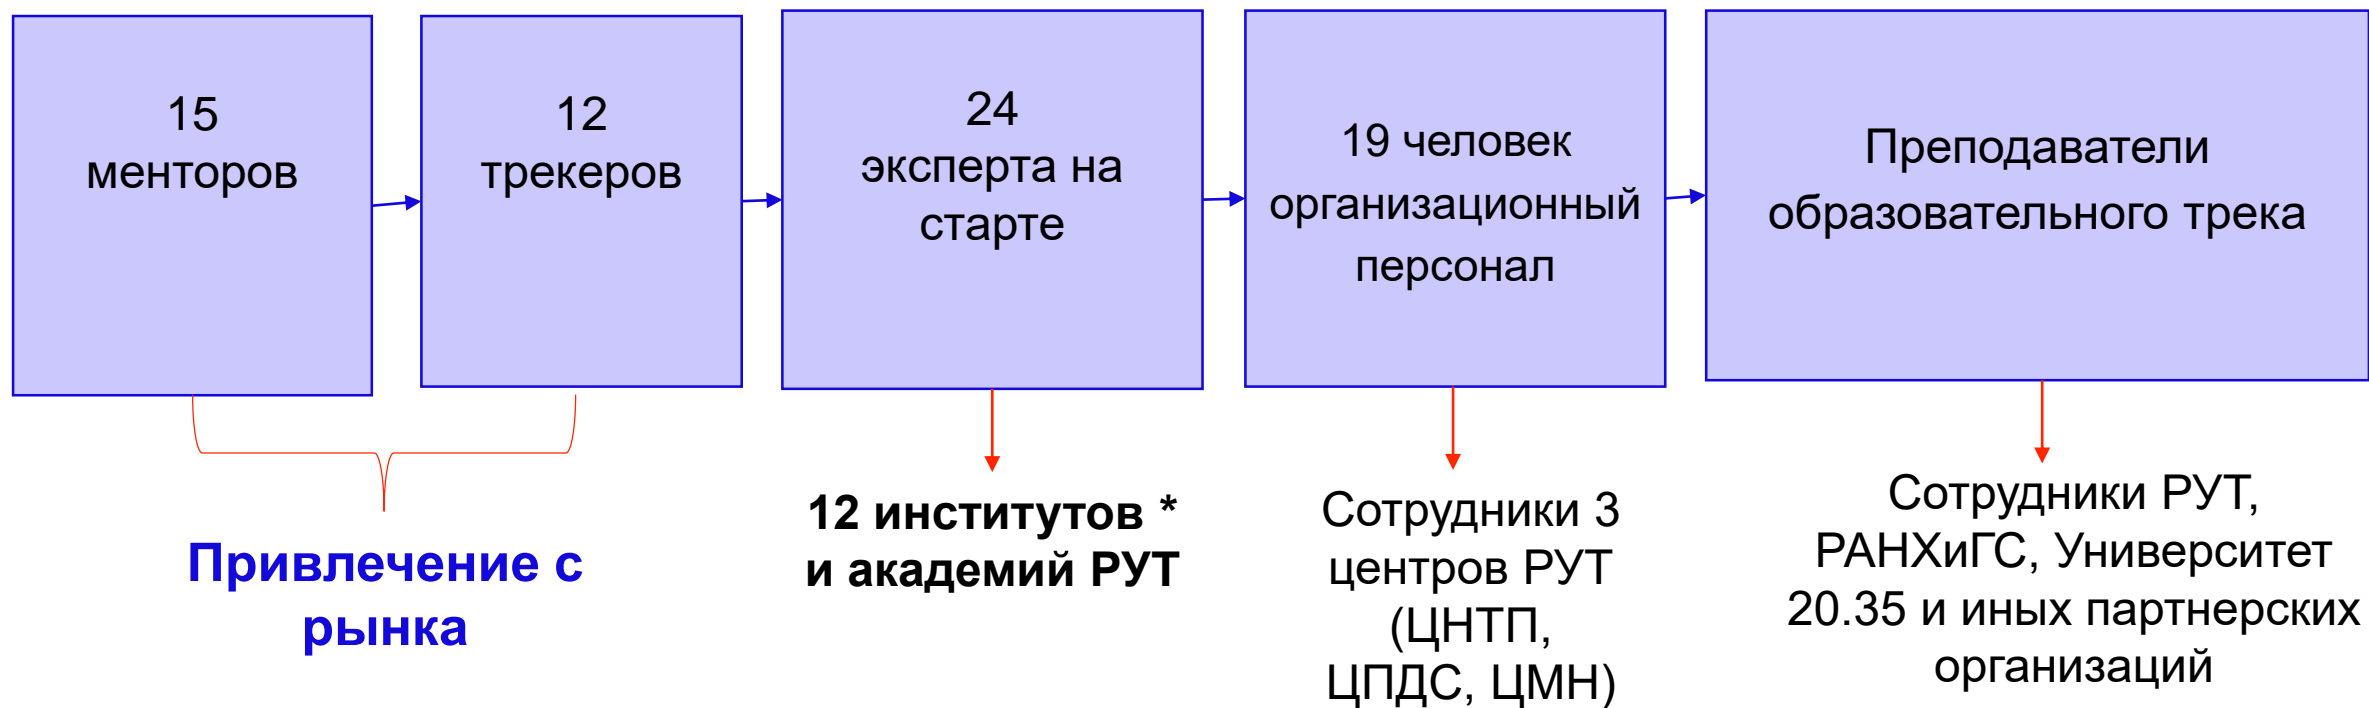 15
менторов
12
трекеров
24
эксперта на
старте
19 человек
организационный
персонал
Преподаватели
образовательного трека
Привлечение с
рынка
12 институтов *
и академий РУТ
Сотрудники 3
центров РУТ
(ЦНТП,
ЦПДС, ЦМН)
Сотрудники РУТ,
РАНХиГС, Университет
20.35 и иных партнерских
организаций